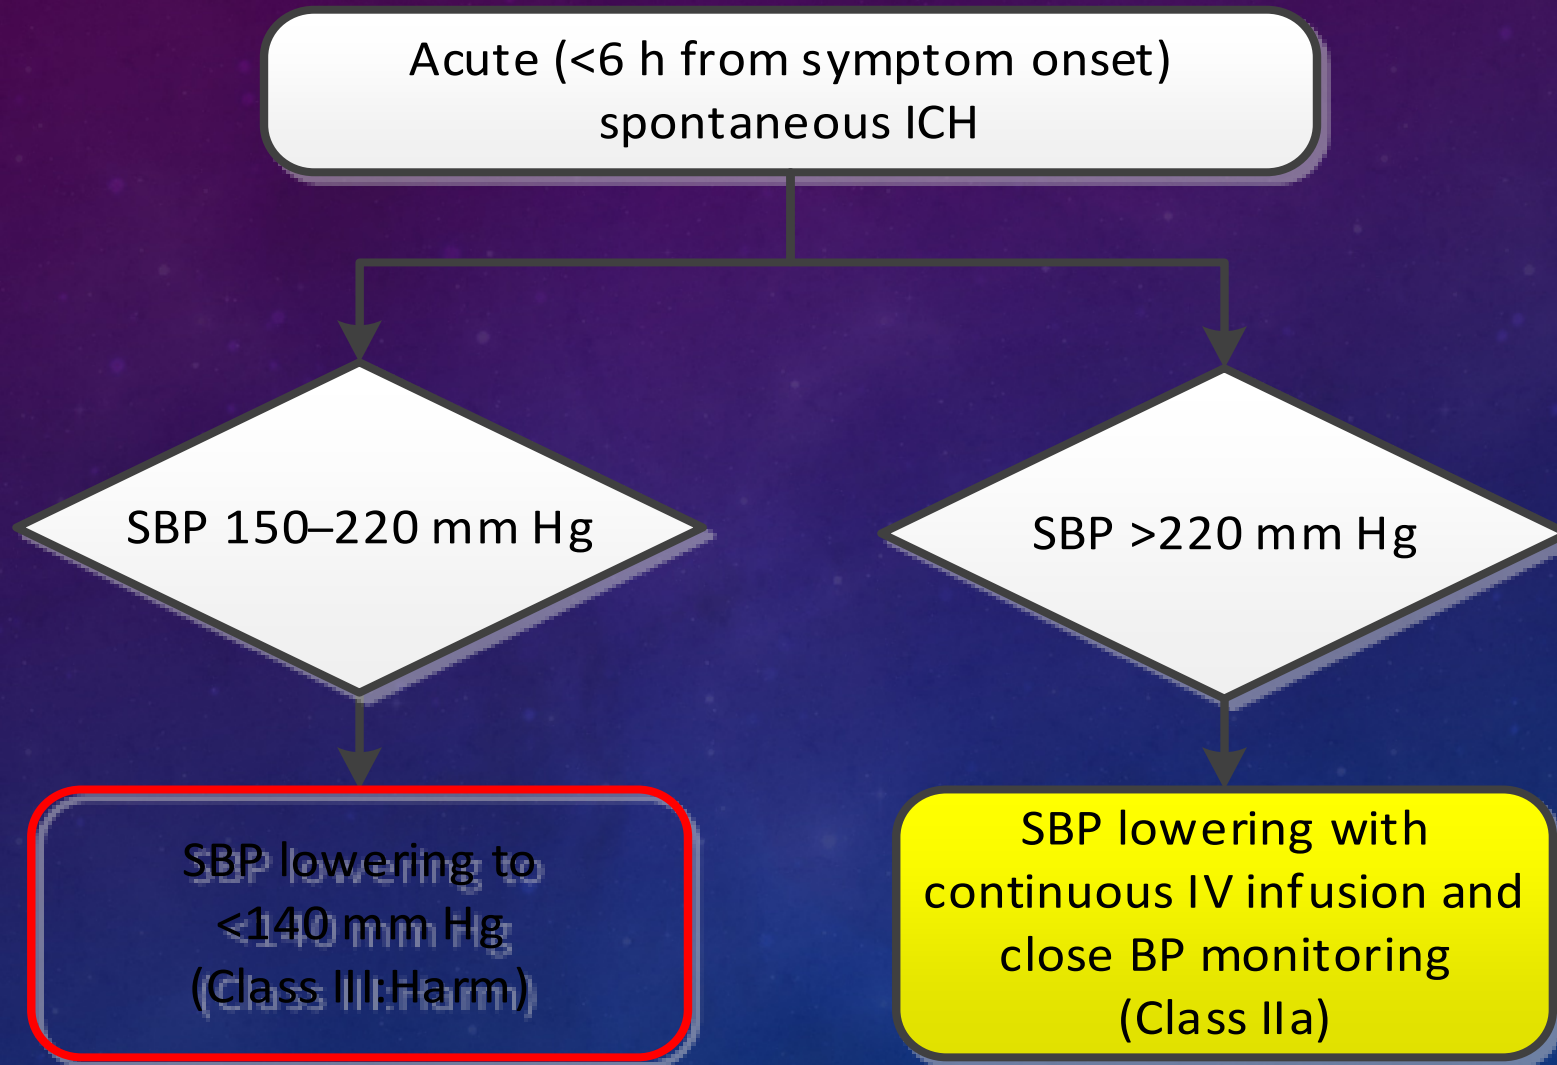 Acute (<6 h from symptom onset)
spontaneous ICH
SBP 150–220 mm Hg
SBP >220 mm Hg
SBP lowering to
<140 mm Hg
(Class III:Harm)
SBP lowering with
continuous IV infusion and
close BP monitoring
(Class IIa)